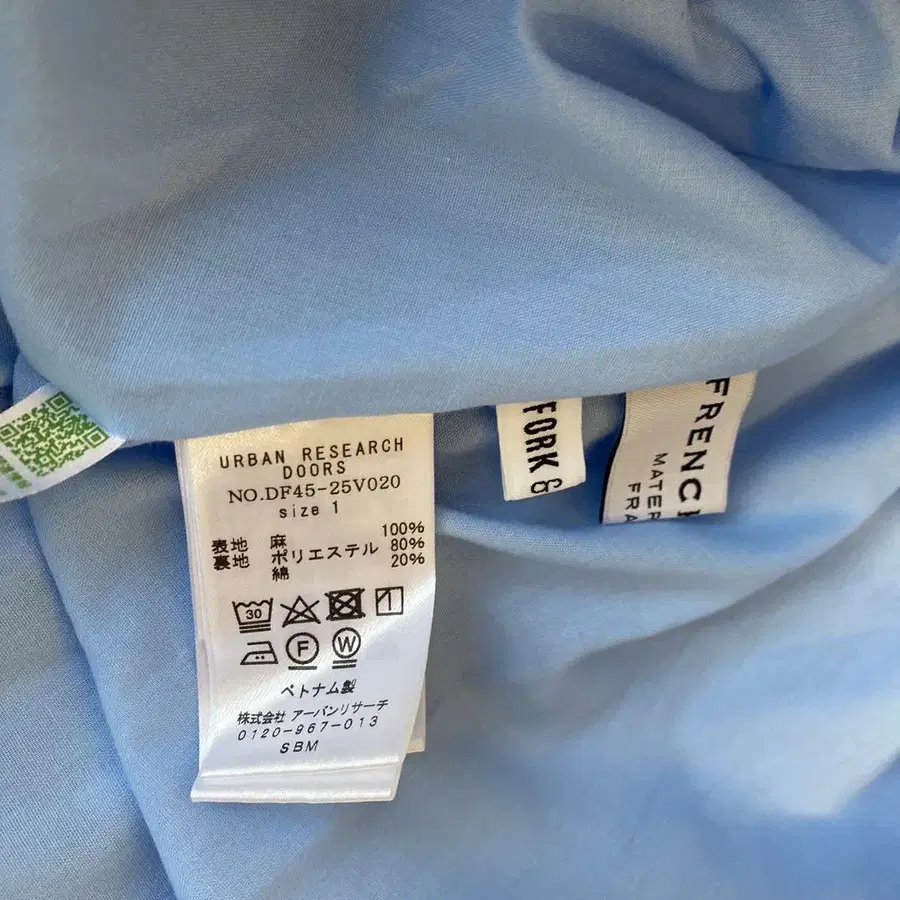 URBAN RESEARCH
DOORS
NO.DF45-25V020
size 1
表地 麻 100%
裏地 ポリエステル 80%
綿 20%
30
F
W
ベトナム製
株式会社 アーバンリサーチ
0120-967-013
SBM
FORK &
FRENCH
MATER
FRA